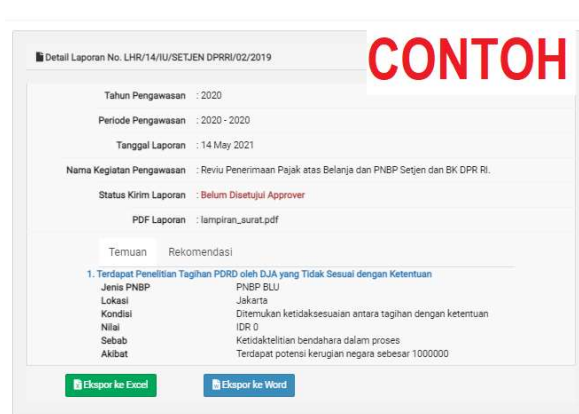 CONTOH
Detail Laporan No. LHR/14/IU/SETJEN DPRRI/02/2019
Tahun Pengawasan : 2020
Periode Pengawasan : 2020 - 2020
Tanggal Laporan : 14 May 2021
Nama Kegiatan Pengawasan : Reviu Penerimaan Pajak atas Belanja dan PNBP Setjen dan BK DPR RI.
Status Kirim Laporan : Belum Disetujui Approver
PDF Laporan : lampiran_surat.pdf
Temuan Rekomendasi
1. Terdapat Penelitian Tagihan PDRD oleh DJA yang Tidak Sesuai dengan Ketentuan
Jenis PNBP PNBP BLU
Lokasi Jakarta
Kondisi Ditemukan ketidaksesuaian antara tagihan dengan ketentuan
Nilai IDR 0
Sebab Ketidaktelitian bendahara dalam proses
Akibat Terdapat potensi kerugian negara sebesar 1000000
Ekspor ke Excel Ekspor ke Word